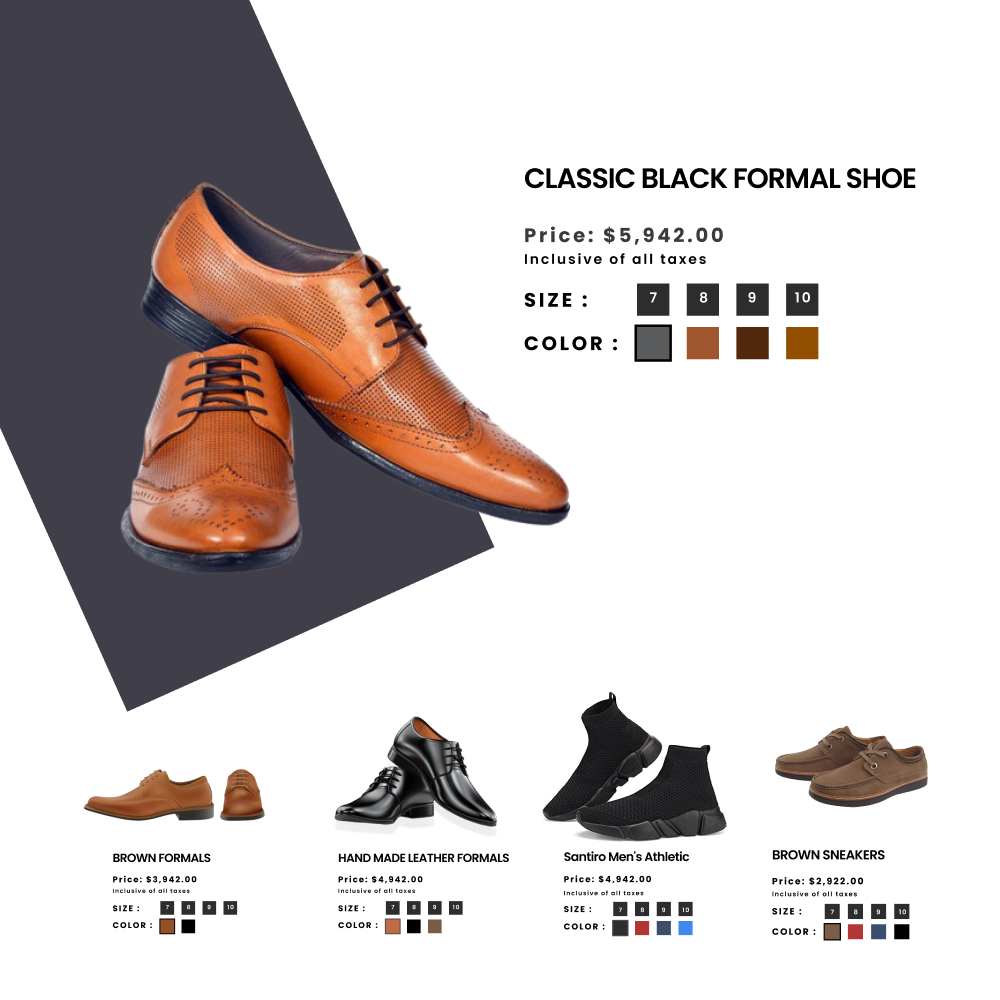 CLASSIC BLACK FORMAL SHOE
Price: $5,942.00
Inclusive of all taxes
SIZE : 7 8 9 10
COLOR :
BROWN FORMALS
Price: $3,942.00
Inclusive of all taxes
SIZE : 7 8 9 10
COLOR :
HAND MADE LEATHER FORMALS
Price: $4,942.00
Inclusive of all taxes
SIZE : 7 8 9 10
COLOR :
Santiro Men's Athletic
Price: $4,942.00
Inclusive of all taxes
SIZE : 7 8 9 10
COLOR :
BROWN SNEAKERS
Price: $2,922.00
Inclusive of all taxes
SIZE : 7 8 9 10
COLOR :